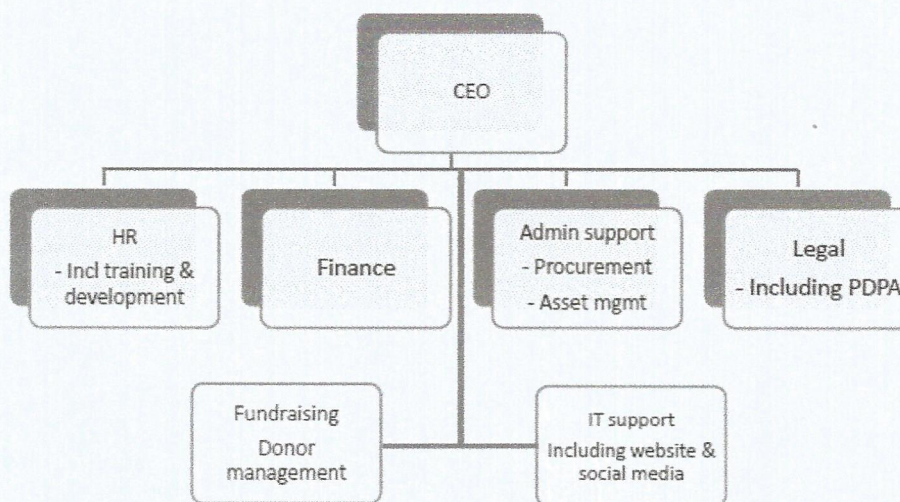 CEO
HR
- Incl training &
development
Finance
Admin support
- Procurement
- Asset mgmt
Legal
- Including PDPA
Fundraising
Donor
management
IT support
Including website &
social media